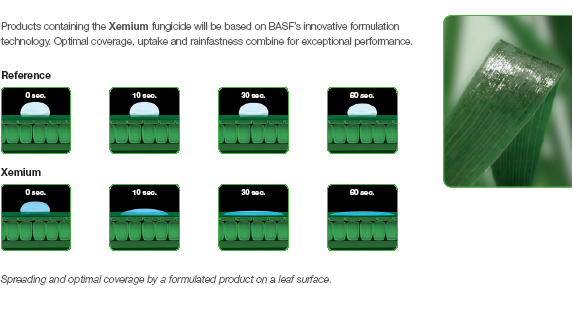 Products containing the Xemium fungicide will be based on BASF's innovative formulation
technology. Optimal coverage, uptake and rainfastness combine for exceptional performance.
Reference
0 sec. 10 sec. 30 sec. 60 sec.
Xemium
0 sec. 10 sec. 30 sec. 60 sec.
Spreading and optimal coverage by a formulated product on a leaf surface.